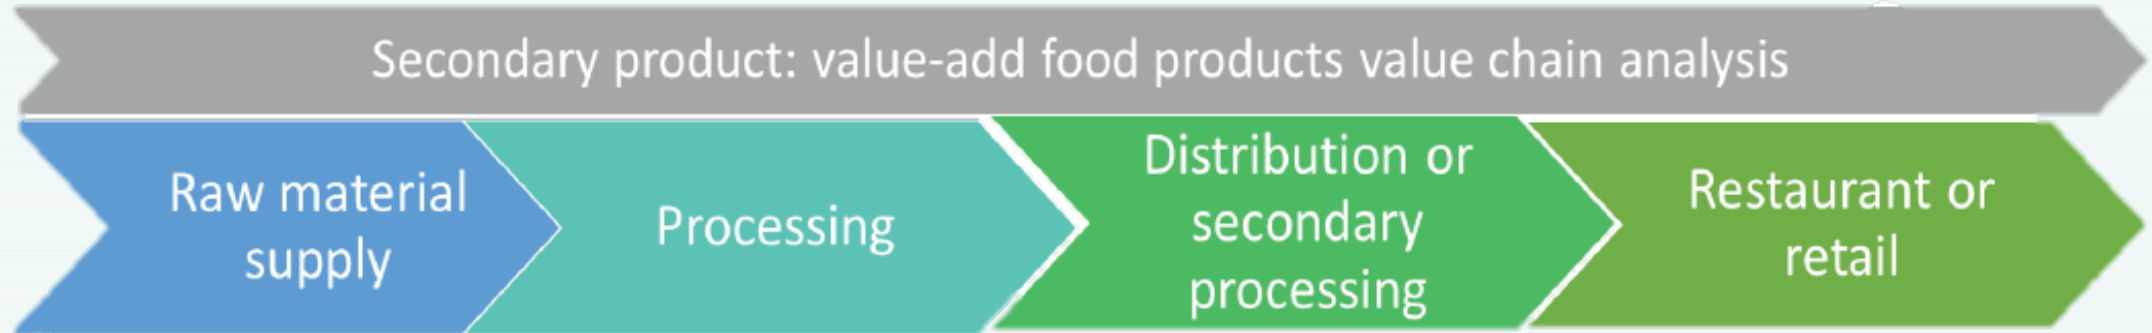 Secondary product: value-add food products value chain analysis
Raw material
supply
Processing
Distribution or
secondary
processing
Restaurant or
retail